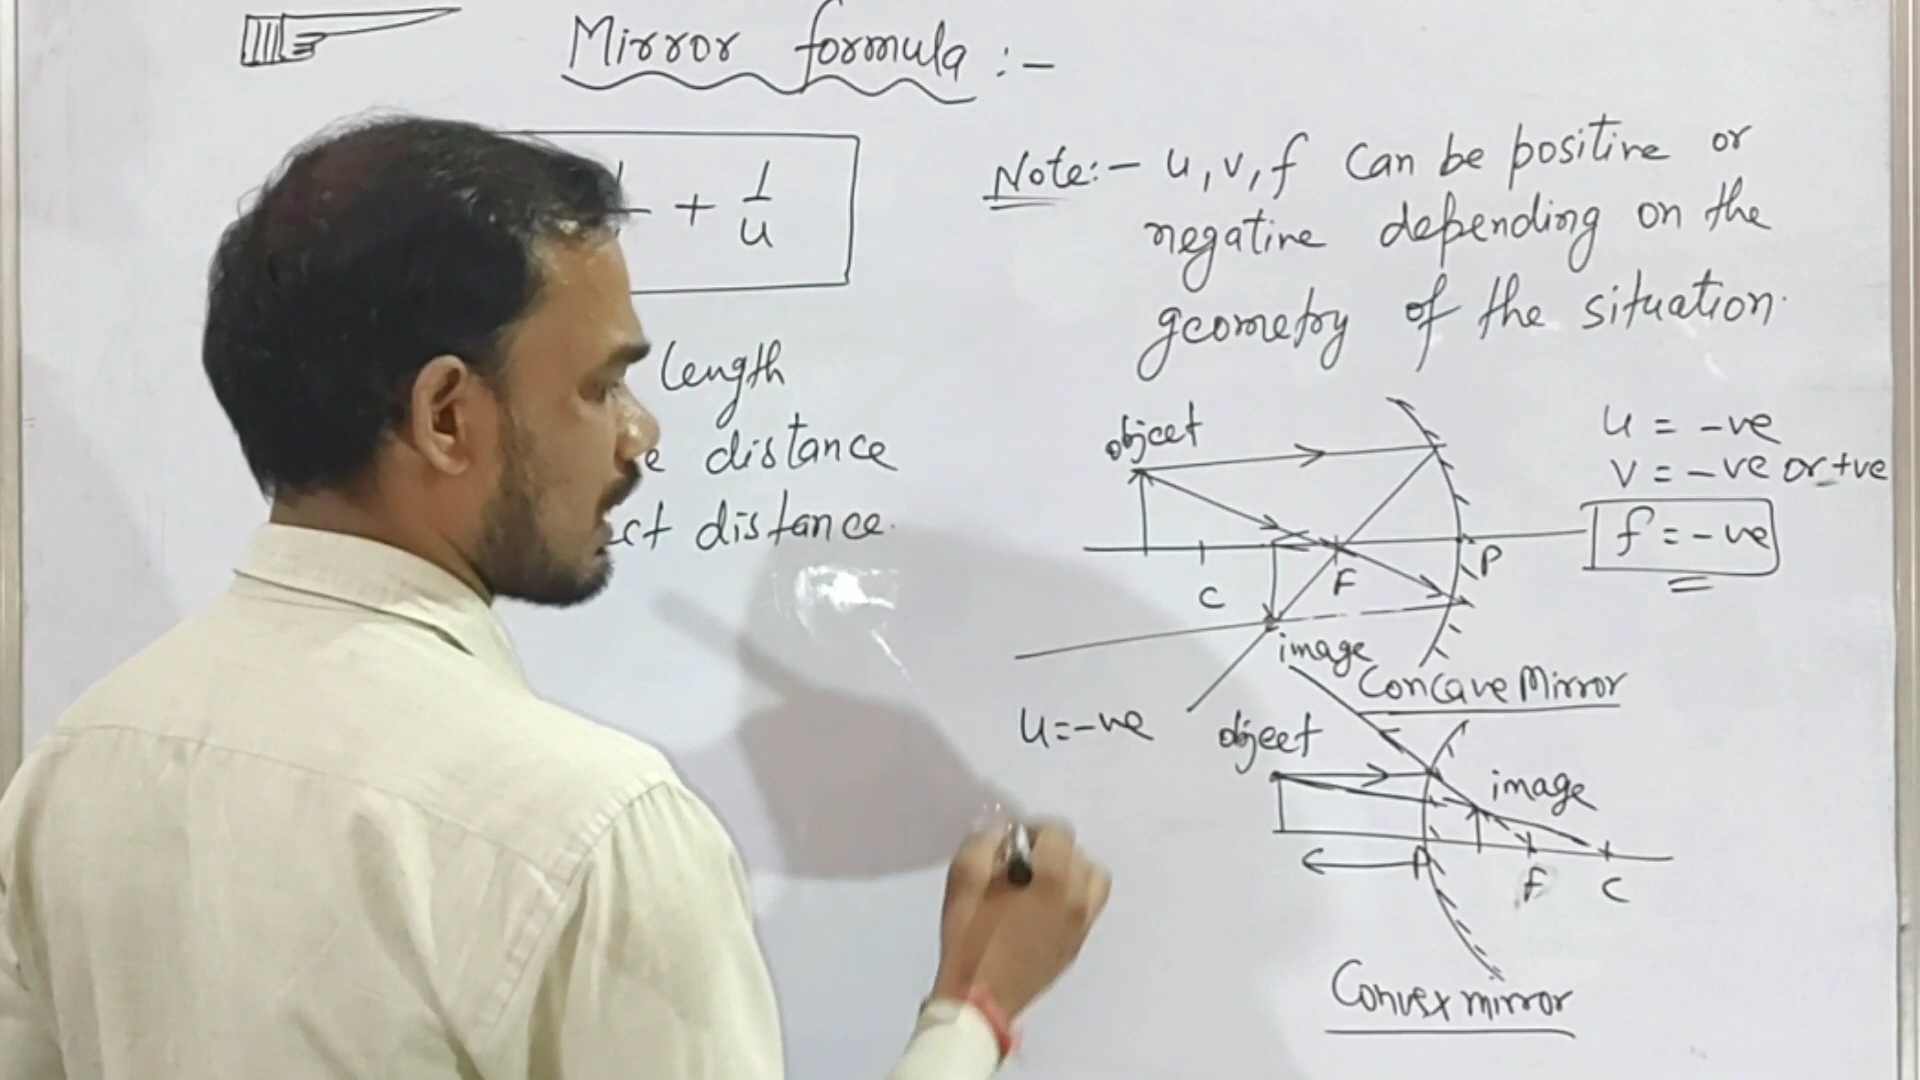 Mirror formula :-
+ 1/u
length
distance
distance.
Note:- u, v, f can be positive or
negative depending on the
geometry of the situation.
object
C
F
P
image
Concave Mirror
u = -ve
v = -ve or +ve
f = -ve
u = -ve
object
image
P
F
C
Convex mirror